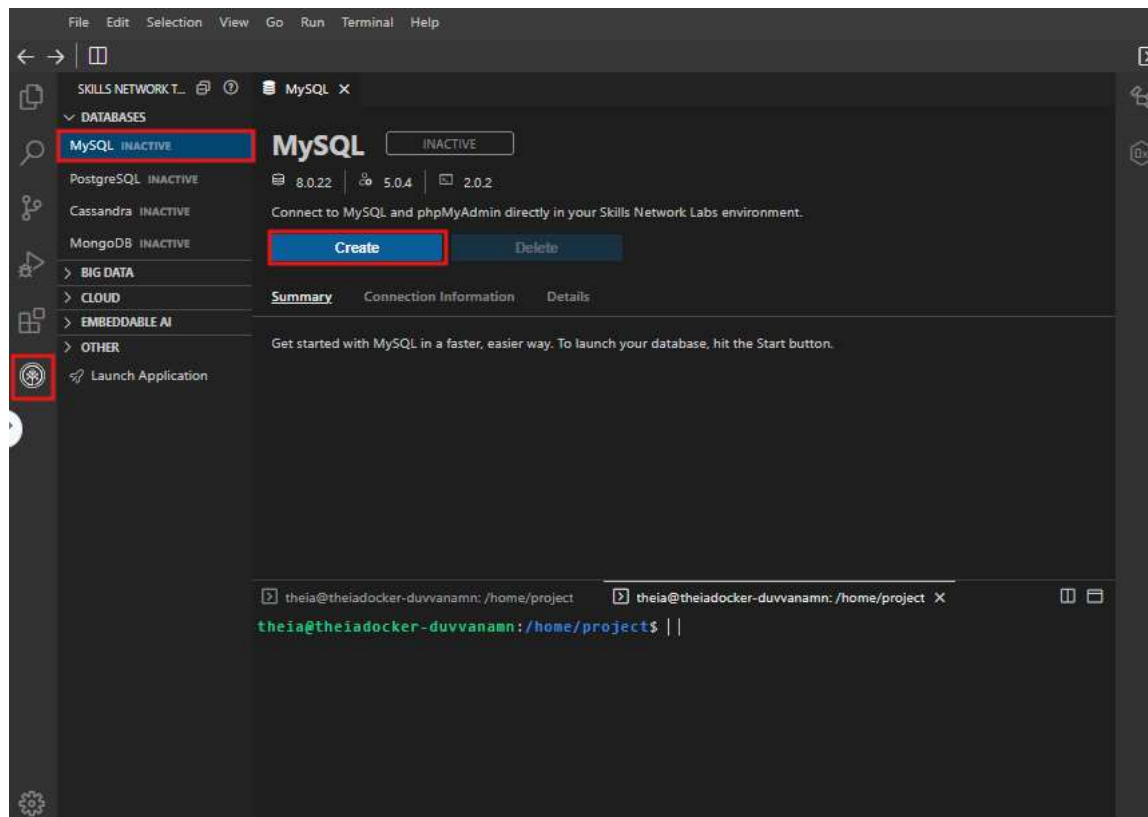 File Edit Selection View Go Run Terminal Help
SKILLS NETWORK T...
MySQL
DATABASES
MySQL INACTIVE
PostgreSQL INACTIVE
Cassandra INACTIVE
MongoDB INACTIVE
BIG DATA
CLOUD
EMBEDDABLE AI
OTHER
Launch Application
MySQL INACTIVE
8.0.22 5.0.4 2.0.2
Connect to MySQL and phpMyAdmin directly in your Skills Network Labs environment.
Create Delete
Summary Connection Information Details
Get started with MySQL in a faster, easier way. To launch your database, hit the Start button.
theia@theiadocker-duvvanamn: /home/project theia@theiadocker-duvvanamn: /home/project
theia@theiadocker-duvvanamn:/home/project$